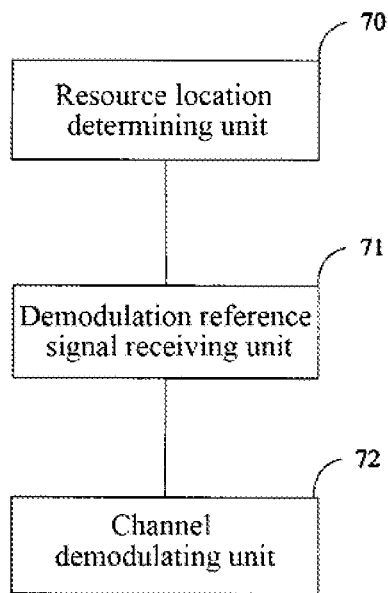 70
Resource location
determining unit
71
Demodulation reference
signal receiving unit
72
Channel
demodulating unit